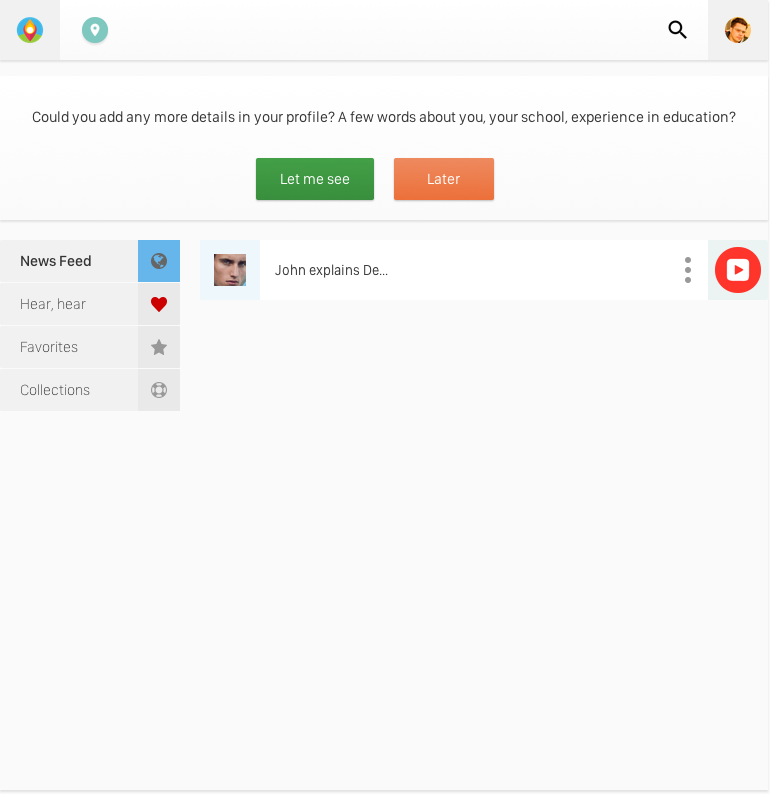 Could you add any more details in your profile? A few words about you, your school, experience in education?
Let me see
Later
News Feed
Hear, hear
Favorites
Collections
John explains De...